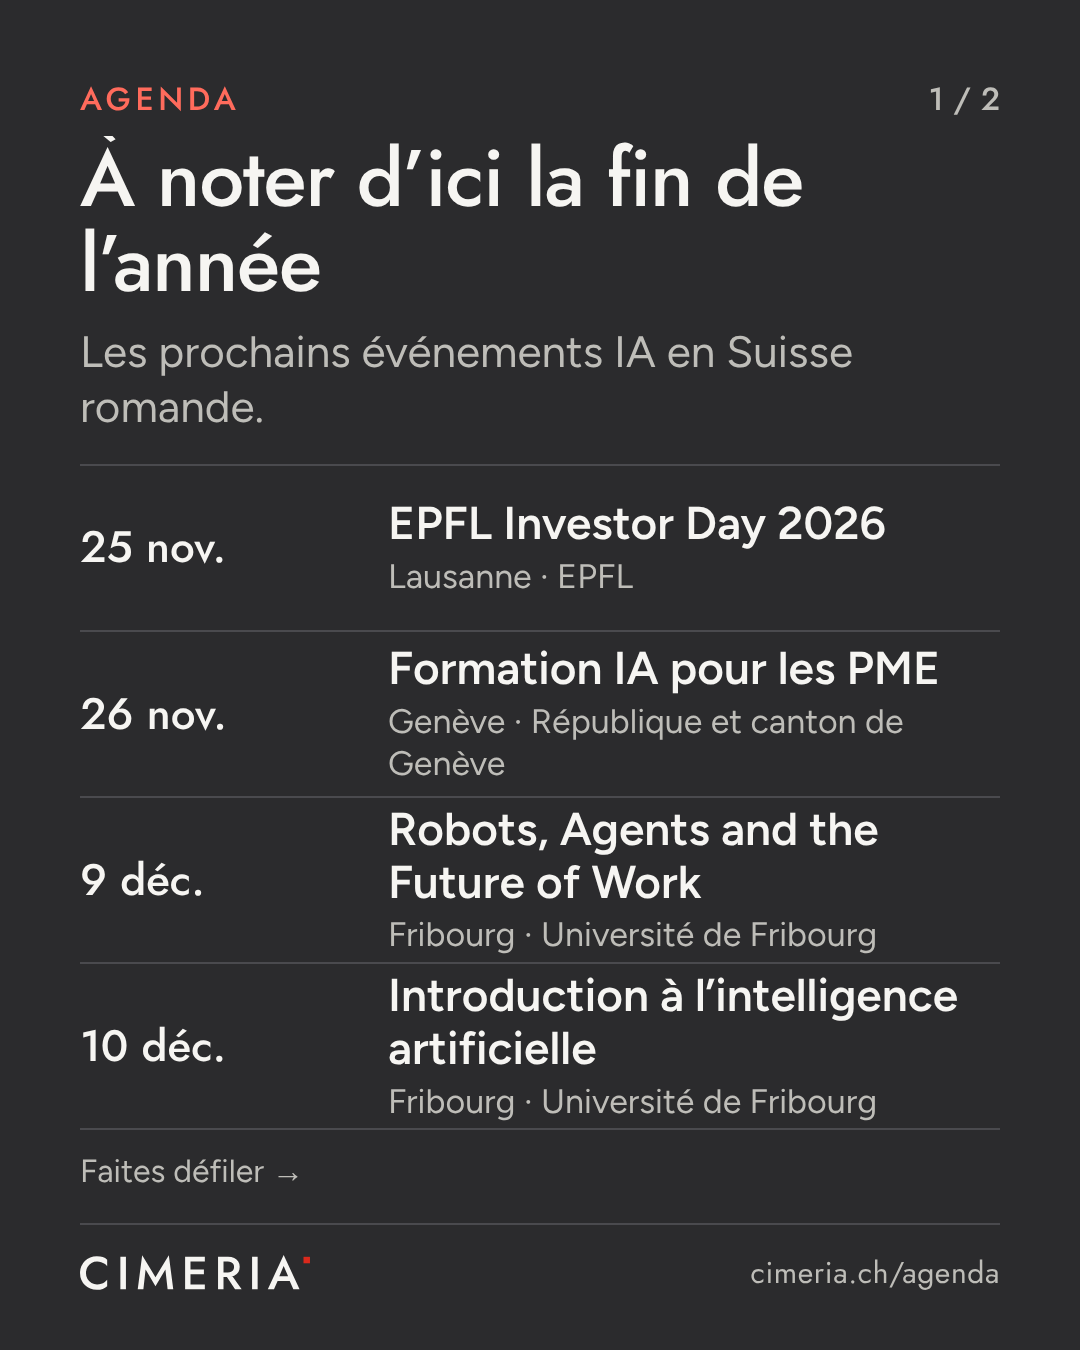 AGENDA
1 / 2
À noter d’ici la fin de
l’année
Les prochains événements IA en Suisse
romande.
25 nov.
EPFL Investor Day 2026
Lausanne · EPFL
26 nov.
Formation IA pour les PME
Genève · République et canton de
Genève
9 déc.
Robots, Agents and the
Future of Work
Fribourg · Université de Fribourg
10 déc.
Introduction à l’intelligence
artificielle
Fribourg · Université de Fribourg
Faites défiler →
CIMERIA
cimeria.ch/agenda